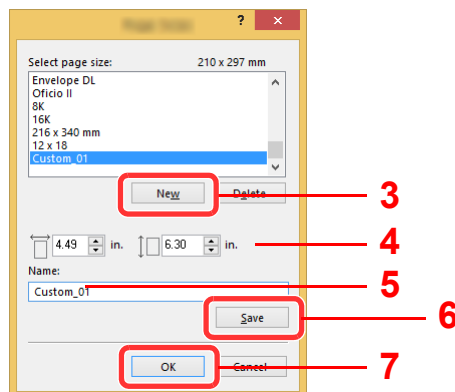 ? ×
Select page size: 210 x 297 mm
Envelope DL
Oficio II
8K
16K
216 x 340 mm
12 x 18
Custom_01
New Delete 3
4.49 in. 6.30 in. 4
Name:
Custom_01 5
Save 6
OK Cancel 7